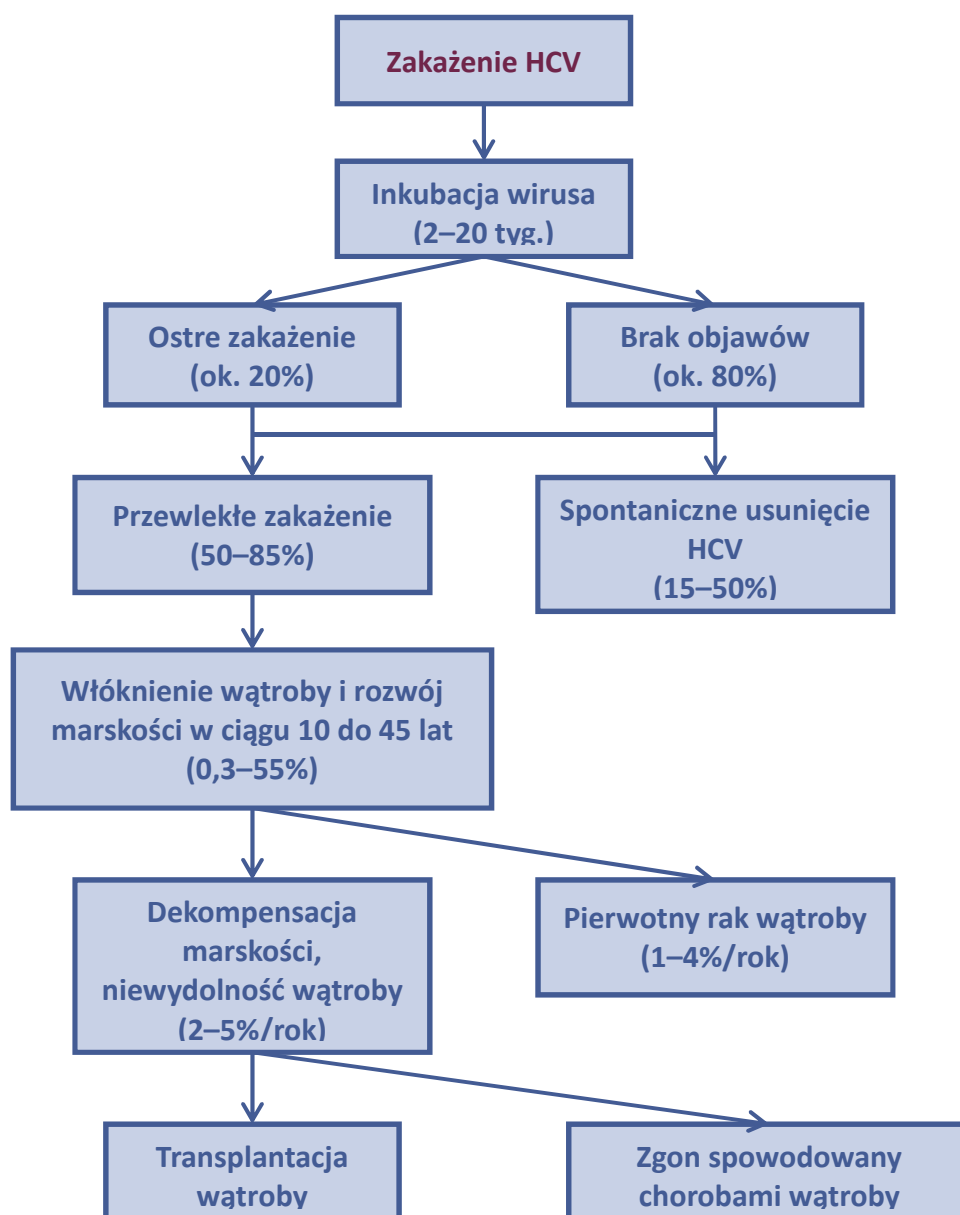 Zakażenie HCV
Inkubacja wirusa
(2–20 tyg.)
Ostre zakażenie
(ok. 20%)
Brak objawów
(ok. 80%)
Przewlekłe zakażenie
(50–85%)
Spontaniczne usunięcie
HCV
(15–50%)
Włóknienie wątroby i rozwój
marskości w ciągu 10 do 45 lat
(0,3–55%)
Dekompensacja
marskości,
niewydolność wątroby
(2–5%/rok)
Pierwotny rak wątroby
(1–4%/rok)
Transplantacja
wątroby
Zgon spowodowany
chorobami wątroby